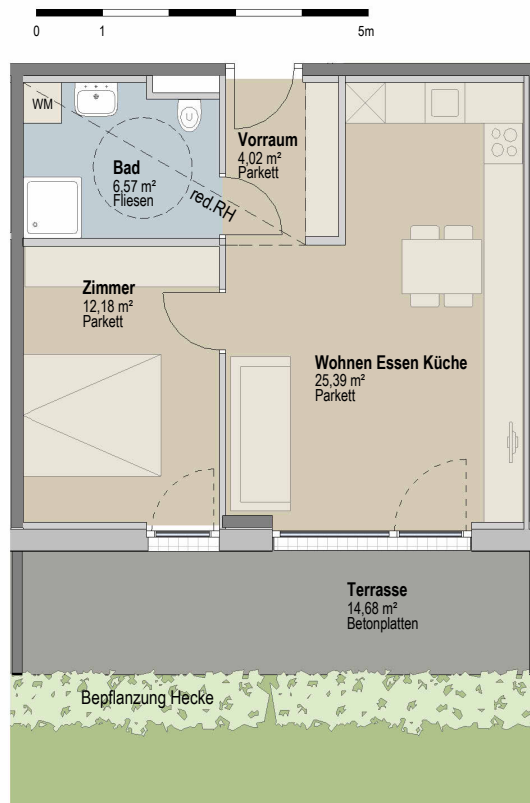 0 1 5m
WM
Bad
6,57 m²
Fliesen
Vorraum
4,02 m²
Parkett
red.RH
Zimmer
12,18 m²
Parkett
Wohnen Essen Küche
25,39 m²
Parkett
Terrasse
14,68 m²
Betonplatten
Bepflanzung Hecke